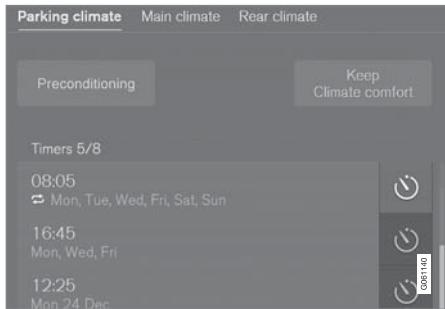 Parking climate Main climate Rear climate
Preconditioning
Keep
Climate comfort
Timers 5/8
08:05
Mon, Tue, Wed, Fri, Sat, Sun
16:45
Mon, Wed, Fri
12:25
Mon 24 Dec
G061140